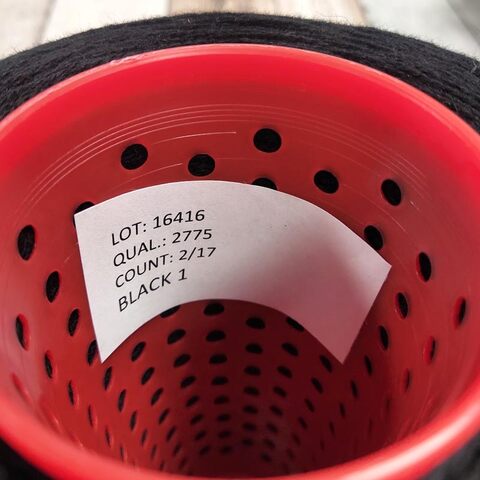 LOT: 16416
QUAL.: 2775
COUNT: 2/17
BLACK 1